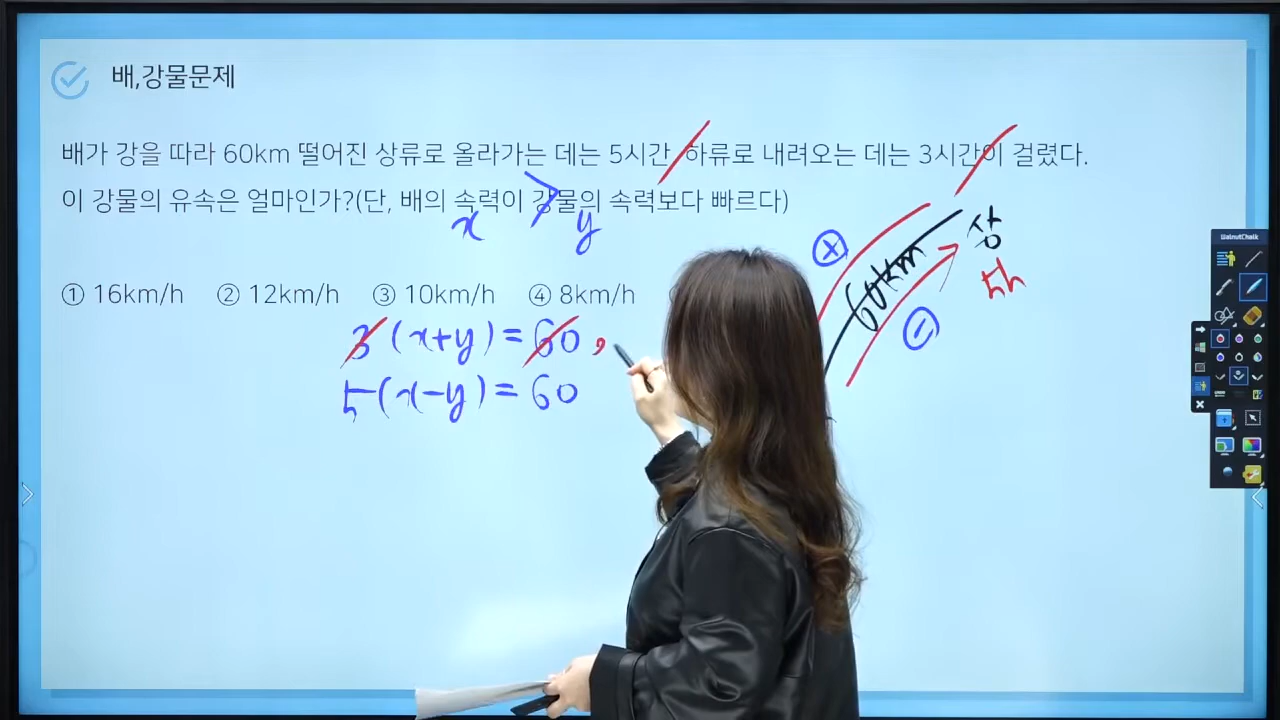 배,강물문제
배가 강을 따라 60km 떨어진 상류로 올라가는 데는 5시간, 하류로 내려오는 데는 3시간이 걸렸다.
이 강물의 유속은 얼마인가?(단, 배의 속력이 강물의 속력보다 빠르다)
x > y
① 16km/h ② 12km/h ③ 10km/h ④ 8km/h
3(x+y)=60,
5(x-y)=60
+
60km
-
상
5h
WalnutChalk